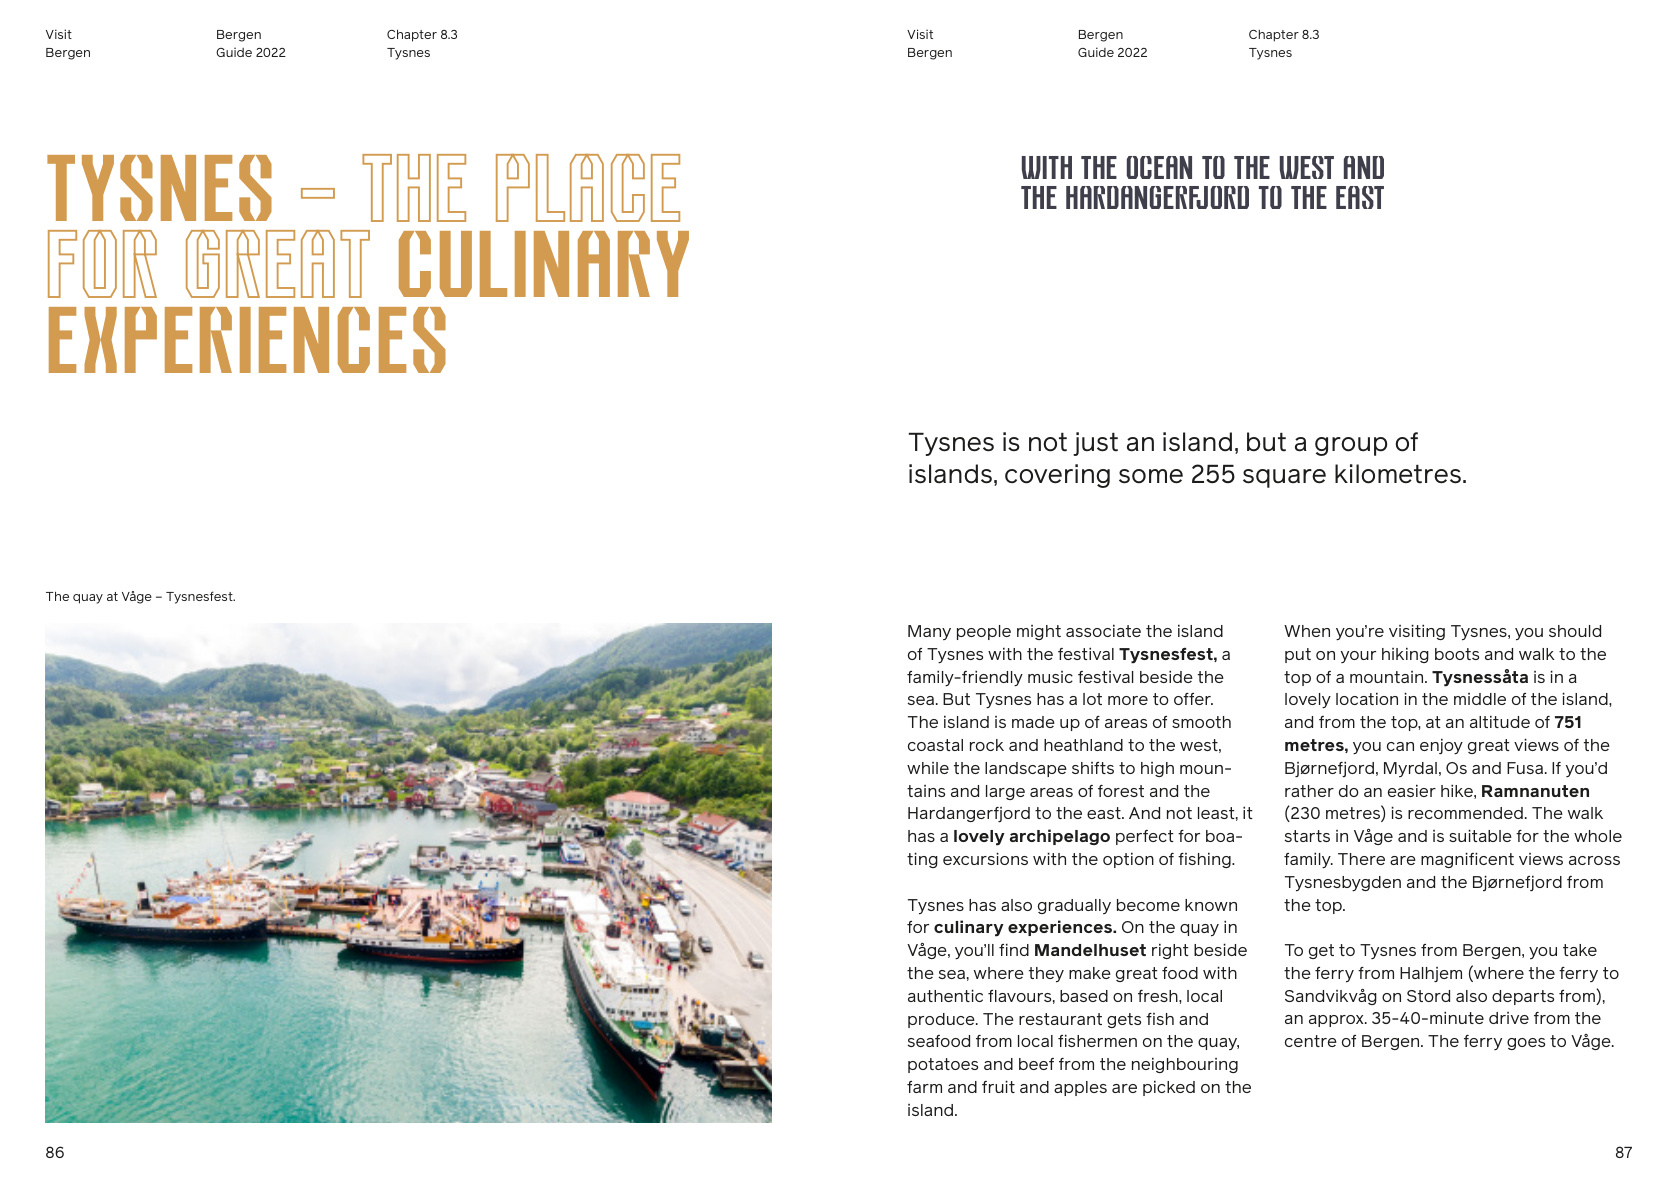 Visit
Bergen
Bergen
Guide 2022
Chapter 8.3
Tysnes
TYSNES – THE PLACE
FOR GREAT CULINARY
EXPERIENCES
The quay at Våge – Tysnesfest.
86
Visit
Bergen
Bergen
Guide 2022
Chapter 8.3
Tysnes
WITH THE OCEAN TO THE WEST AND
THE HARDANGERFJORD TO THE EAST
Tysnes is not just an island, but a group of
islands, covering some 255 square kilometres.
Many people might associate the island
of Tysnes with the festival Tysnesfest, a
family-friendly music festival beside the
sea. But Tysnes has a lot more to offer.
The island is made up of areas of smooth
coastal rock and heathland to the west,
while the landscape shifts to high moun-
tains and large areas of forest and the
Hardangerfjord to the east. And not least, it
has a lovely archipelago perfect for boa-
ting excursions with the option of fishing.
Tysnes has also gradually become known
for culinary experiences. On the quay in
Våge, you'll find Mandelhuset right beside
the sea, where they make great food with
authentic flavours, based on fresh, local
produce. The restaurant gets fish and
seafood from local fishermen on the quay,
potatoes and beef from the neighbouring
farm and fruit and apples are picked on the
island.
When you're visiting Tysnes, you should
put on your hiking boots and walk to the
top of a mountain. Tysnessåta is in a
lovely location in the middle of the island,
and from the top, at an altitude of 751
metres, you can enjoy great views of the
Bjørnefjord, Myrdal, Os and Fusa. If you'd
rather do an easier hike, Ramnanuten
(230 metres) is recommended. The walk
starts in Våge and is suitable for the whole
family. There are magnificent views across
Tysnesbygden and the Bjørnefjord from
the top.
To get to Tysnes from Bergen, you take
the ferry from Halhjem (where the ferry to
Sandvikvåg on Stord also departs from),
an approx. 35-40-minute drive from the
centre of Bergen. The ferry goes to Våge.
87